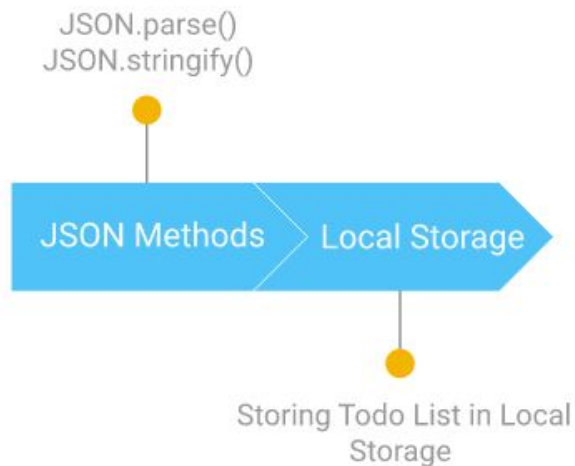 JSON.parse()
JSON.stringify()
JSON Methods
Local Storage
Storing Todo List in Local
Storage